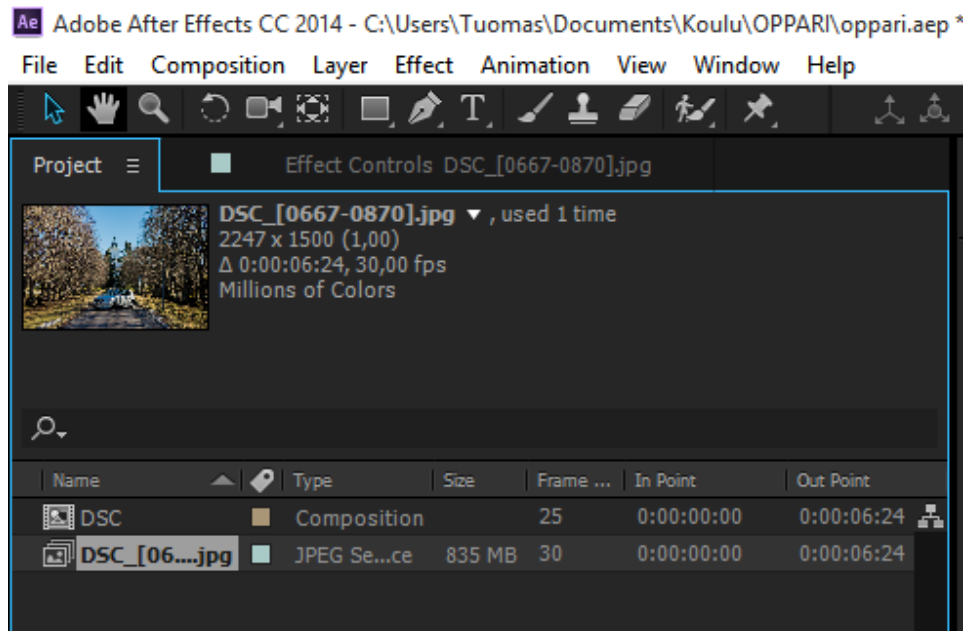 Ae Adobe After Effects CC 2014 - C:\Users\Tuomas\Documents\Koulu\OPPARI\oppari.aep *
File Edit Composition Layer Effect Animation View Window Help
T
Project Effect Controls DSC_[0667-0870].jpg
DSC_[0667-0870].jpg ▼ , used 1 time
2247 x 1500 (1,00)
Δ 0:00:06:24, 30,00 fps
Millions of Colors
Name Type Size Frame ... In Point Out Point
DSC Composition 25 0:00:00:00 0:00:06:24
DSC_[06....jpg JPEG Se...ce 835 MB 30 0:00:00:00 0:00:06:24